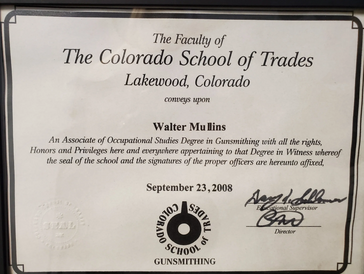 The Faculty of
The Colorado School of Trades
Lakewood, Colorado
conveys upon
Walter Mullins
An Associate of Occupational Studies Degree in Gunsmithing with all the rights,
Honors and Privileges here and everywhere appertaining to that Degree in Witness whereof
the seal of the school and the signatures of the proper officers are hereunto affixed.
September 23, 2008
Educational Supervisor
Director
COLORADO SCHOOL of TRADES
GUNSMITHING